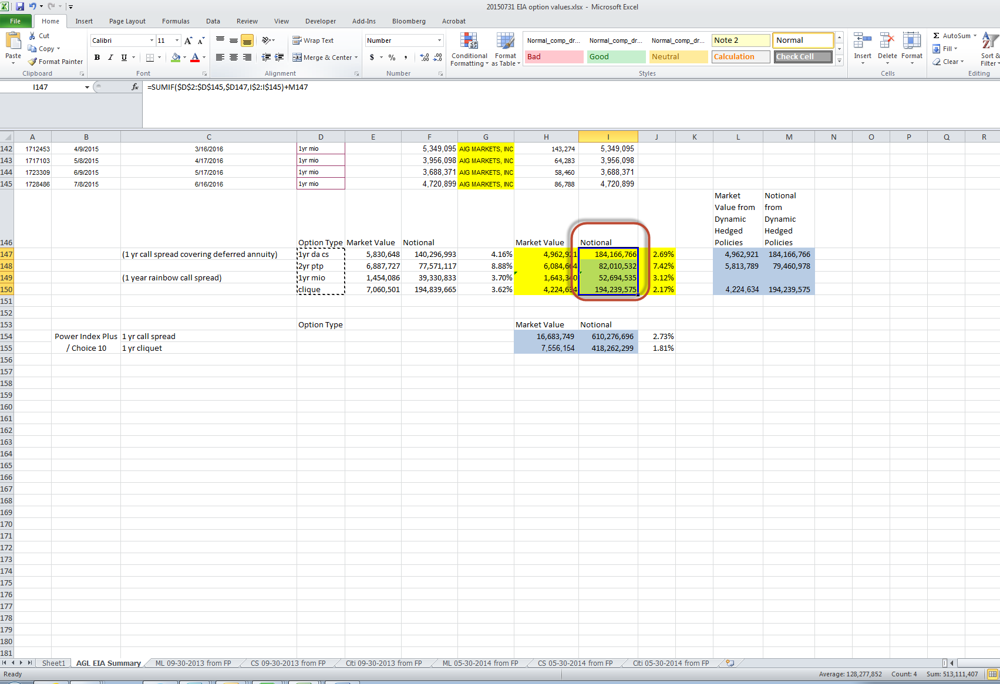 20150731 EIA option values.xlsx - Microsoft Excel
File Home Insert Page Layout Formulas Data Review View Developer Add-Ins Bloomberg Acrobat
Paste Cut Copy Format Painter Clipboard
Calibri 11 A A B I U A Font
Wrap Text Merge & Center Alignment
Number $ % , Number
Conditional Formatting Format as Table
Normal_comp_dr... Normal_comp_dr... Normal_comp_dr... Note 2 Normal
Bad Good Neutral Calculation Check Cell
Styles
Insert Delete Format Cells
Σ AutoSum Fill Clear Sort & Filter Editing
I147 fx =SUMIF($D$2:$D$145,$D147,I$2:I$145)+M147
A B C D E F G H I J K L M N O P Q R
142 1712453 4/9/2015 3/16/2016 1yr mio 5,349,095 AIG MARKETS, INC 143,274 5,349,095
143 1717103 5/8/2015 4/17/2016 1yr mio 3,956,098 AIG MARKETS, INC 64,283 3,956,098
144 1723309 6/9/2015 5/17/2016 1yr mio 3,688,371 AIG MARKETS, INC 58,460 3,688,371
145 1728486 7/8/2015 6/16/2016 1yr mio 4,720,899 AIG MARKETS, INC 86,788 4,720,899
Market Notional
Value from from
Dynamic Dynamic
Hedged Hedged
146 Option Type Market Value Notional Market Value Notional Policies Policies
147 (1 yr call spread covering deferred annuity) 1yr da cs 5,830,648 140,296,993 4.16% 4,962,921 184,166,766 2.69% 4,962,921 184,166,766
148 2yr ptp 6,887,727 77,571,117 8.88% 6,084,664 82,010,532 7.42% 5,813,789 79,460,978
149 (1 year rainbow call spread) 1yr mio 1,454,086 39,330,833 3.70% 1,643,340 52,694,535 3.12%
150 clique 7,060,501 194,839,665 3.62% 4,224,634 194,239,575 2.17% 4,224,634 194,239,575
151
152
153 Option Type Market Value Notional
154 Power Index Plus 1 yr call spread 16,683,749 610,276,696 2.73%
155 / Choice 10 1 yr cliquet 7,556,154 418,262,299 1.81%
156
157
158
159
160
161
162
163
164
165
166
167
168
169
170
171
172
173
174
175
176
177
178
179
180
181
Sheet1 AGL EIA Summary ML 09-30-2013 from FP CS 09-30-2013 from FP Citi 09-30-2013 from FP ML 05-30-2014 from FP CS 05-30-2014 from FP Citi 05-30-2014 from FP
Ready Average: 128,277,852 Count: 4 Sum: 513,111,407